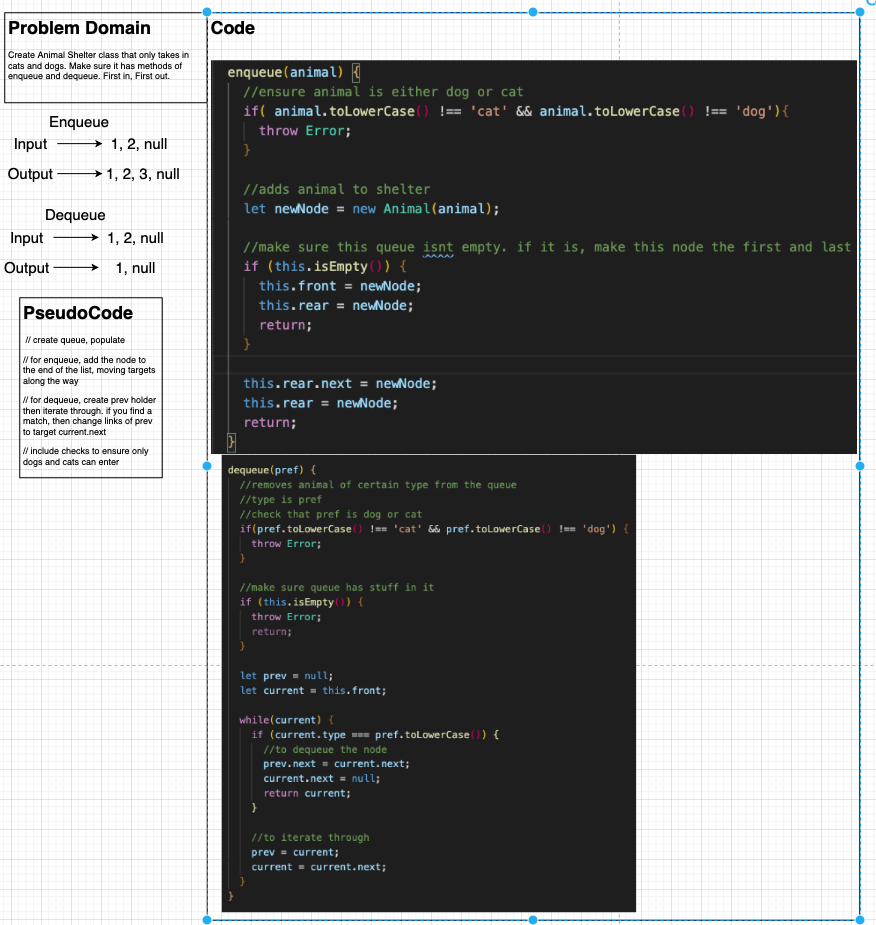 Problem Domain
Create Animal Shelter class that only takes in
cats and dogs. Make sure it has methods of
enqueue and dequeue. First in, First out.
Enqueue
Input 1, 2, null
Output 1, 2, 3, null
Dequeue
Input 1, 2, null
Output 1, null
PseudoCode
// create queue, populate
// for enqueue, add the node to
the end of the list, moving targets
along the way
// for dequeue, create prev holder
then iterate through. if you find a
match, then change links of prev
to target current.next
// include checks to ensure only
dogs and cats can enter
Code
enqueue(animal) {
//ensure animal is either dog or cat
if( animal.toLowerCase() !== 'cat' && animal.toLowerCase() !== 'dog'){
throw Error;
}
//adds animal to shelter
let newNode = new Animal(animal);
//make sure this queue isnt empty. if it is, make this node the first and last
if (this.isEmpty()) {
this.front = newNode;
this.rear = newNode;
return;
}
this.rear.next = newNode;
this.rear = newNode;
return;
}
dequeue(pref) {
//removes animal of certain type from the queue
//type is pref
//check that pref is dog or cat
if(pref.toLowerCase() !== 'cat' && pref.toLowerCase() !== 'dog') {
throw Error;
}
//make sure queue has stuff in it
if (this.isEmpty()) {
throw Error;
return;
}
let prev = null;
let current = this.front;
while(current) {
if (current.type === pref.toLowerCase()) {
//to dequeue the node
prev.next = current.next;
current.next = null;
return current;
}
//to iterate through
prev = current;
current = current.next;
}
}